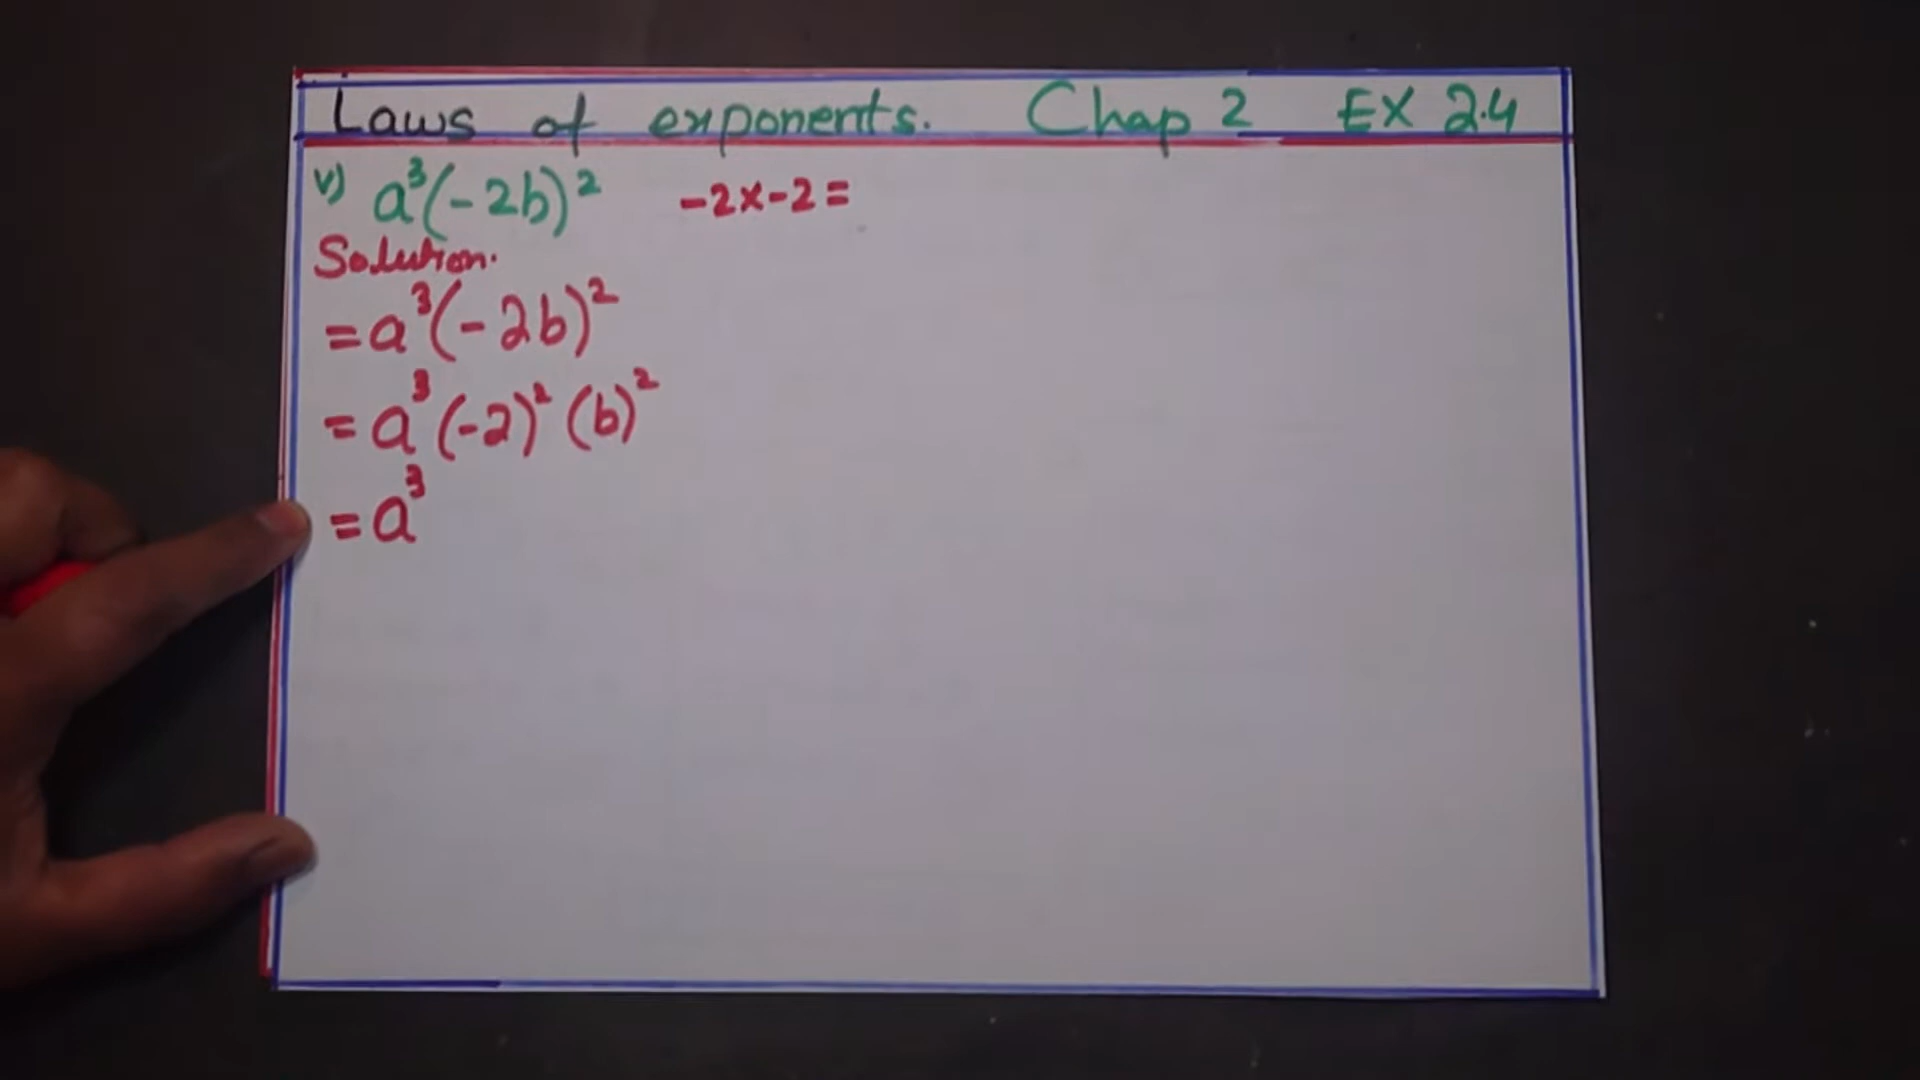 Laws of exponents. Chap 2 EX 2.4
v) a³(-2b)² -2x-2=
Solution.
=a³(-2b)²
=a³(-2)²(b)²
=a³